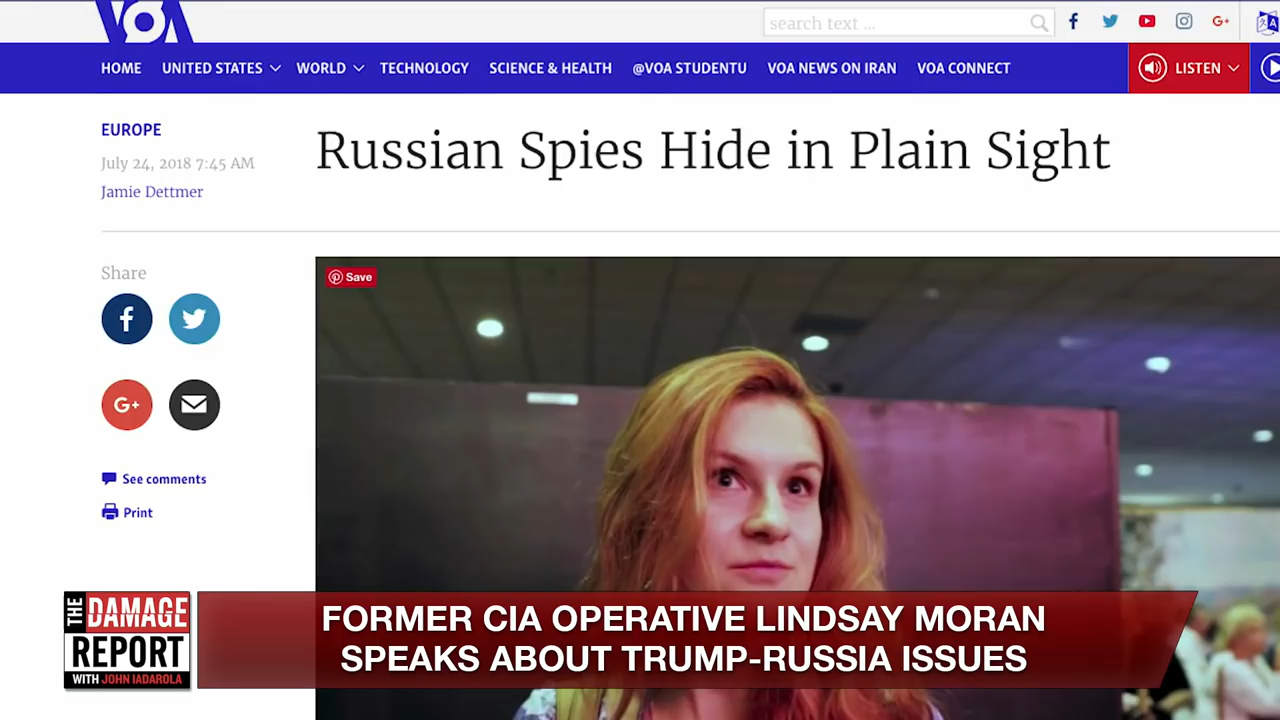 VOA
search text ...
HOME
UNITED STATES
WORLD
TECHNOLOGY
SCIENCE & HEALTH
@VOA STUDENTU
VOA NEWS ON IRAN
VOA CONNECT
LISTEN
EUROPE
July 24, 2018 7:45 AM
Jamie Dettmer
Russian Spies Hide in Plain Sight
Share
G+
See comments
Print
Save
THE
DAMAGE
REPORT
WITH JOHN IADAROLA
FORMER CIA OPERATIVE LINDSAY MORAN
SPEAKS ABOUT TRUMP-RUSSIA ISSUES